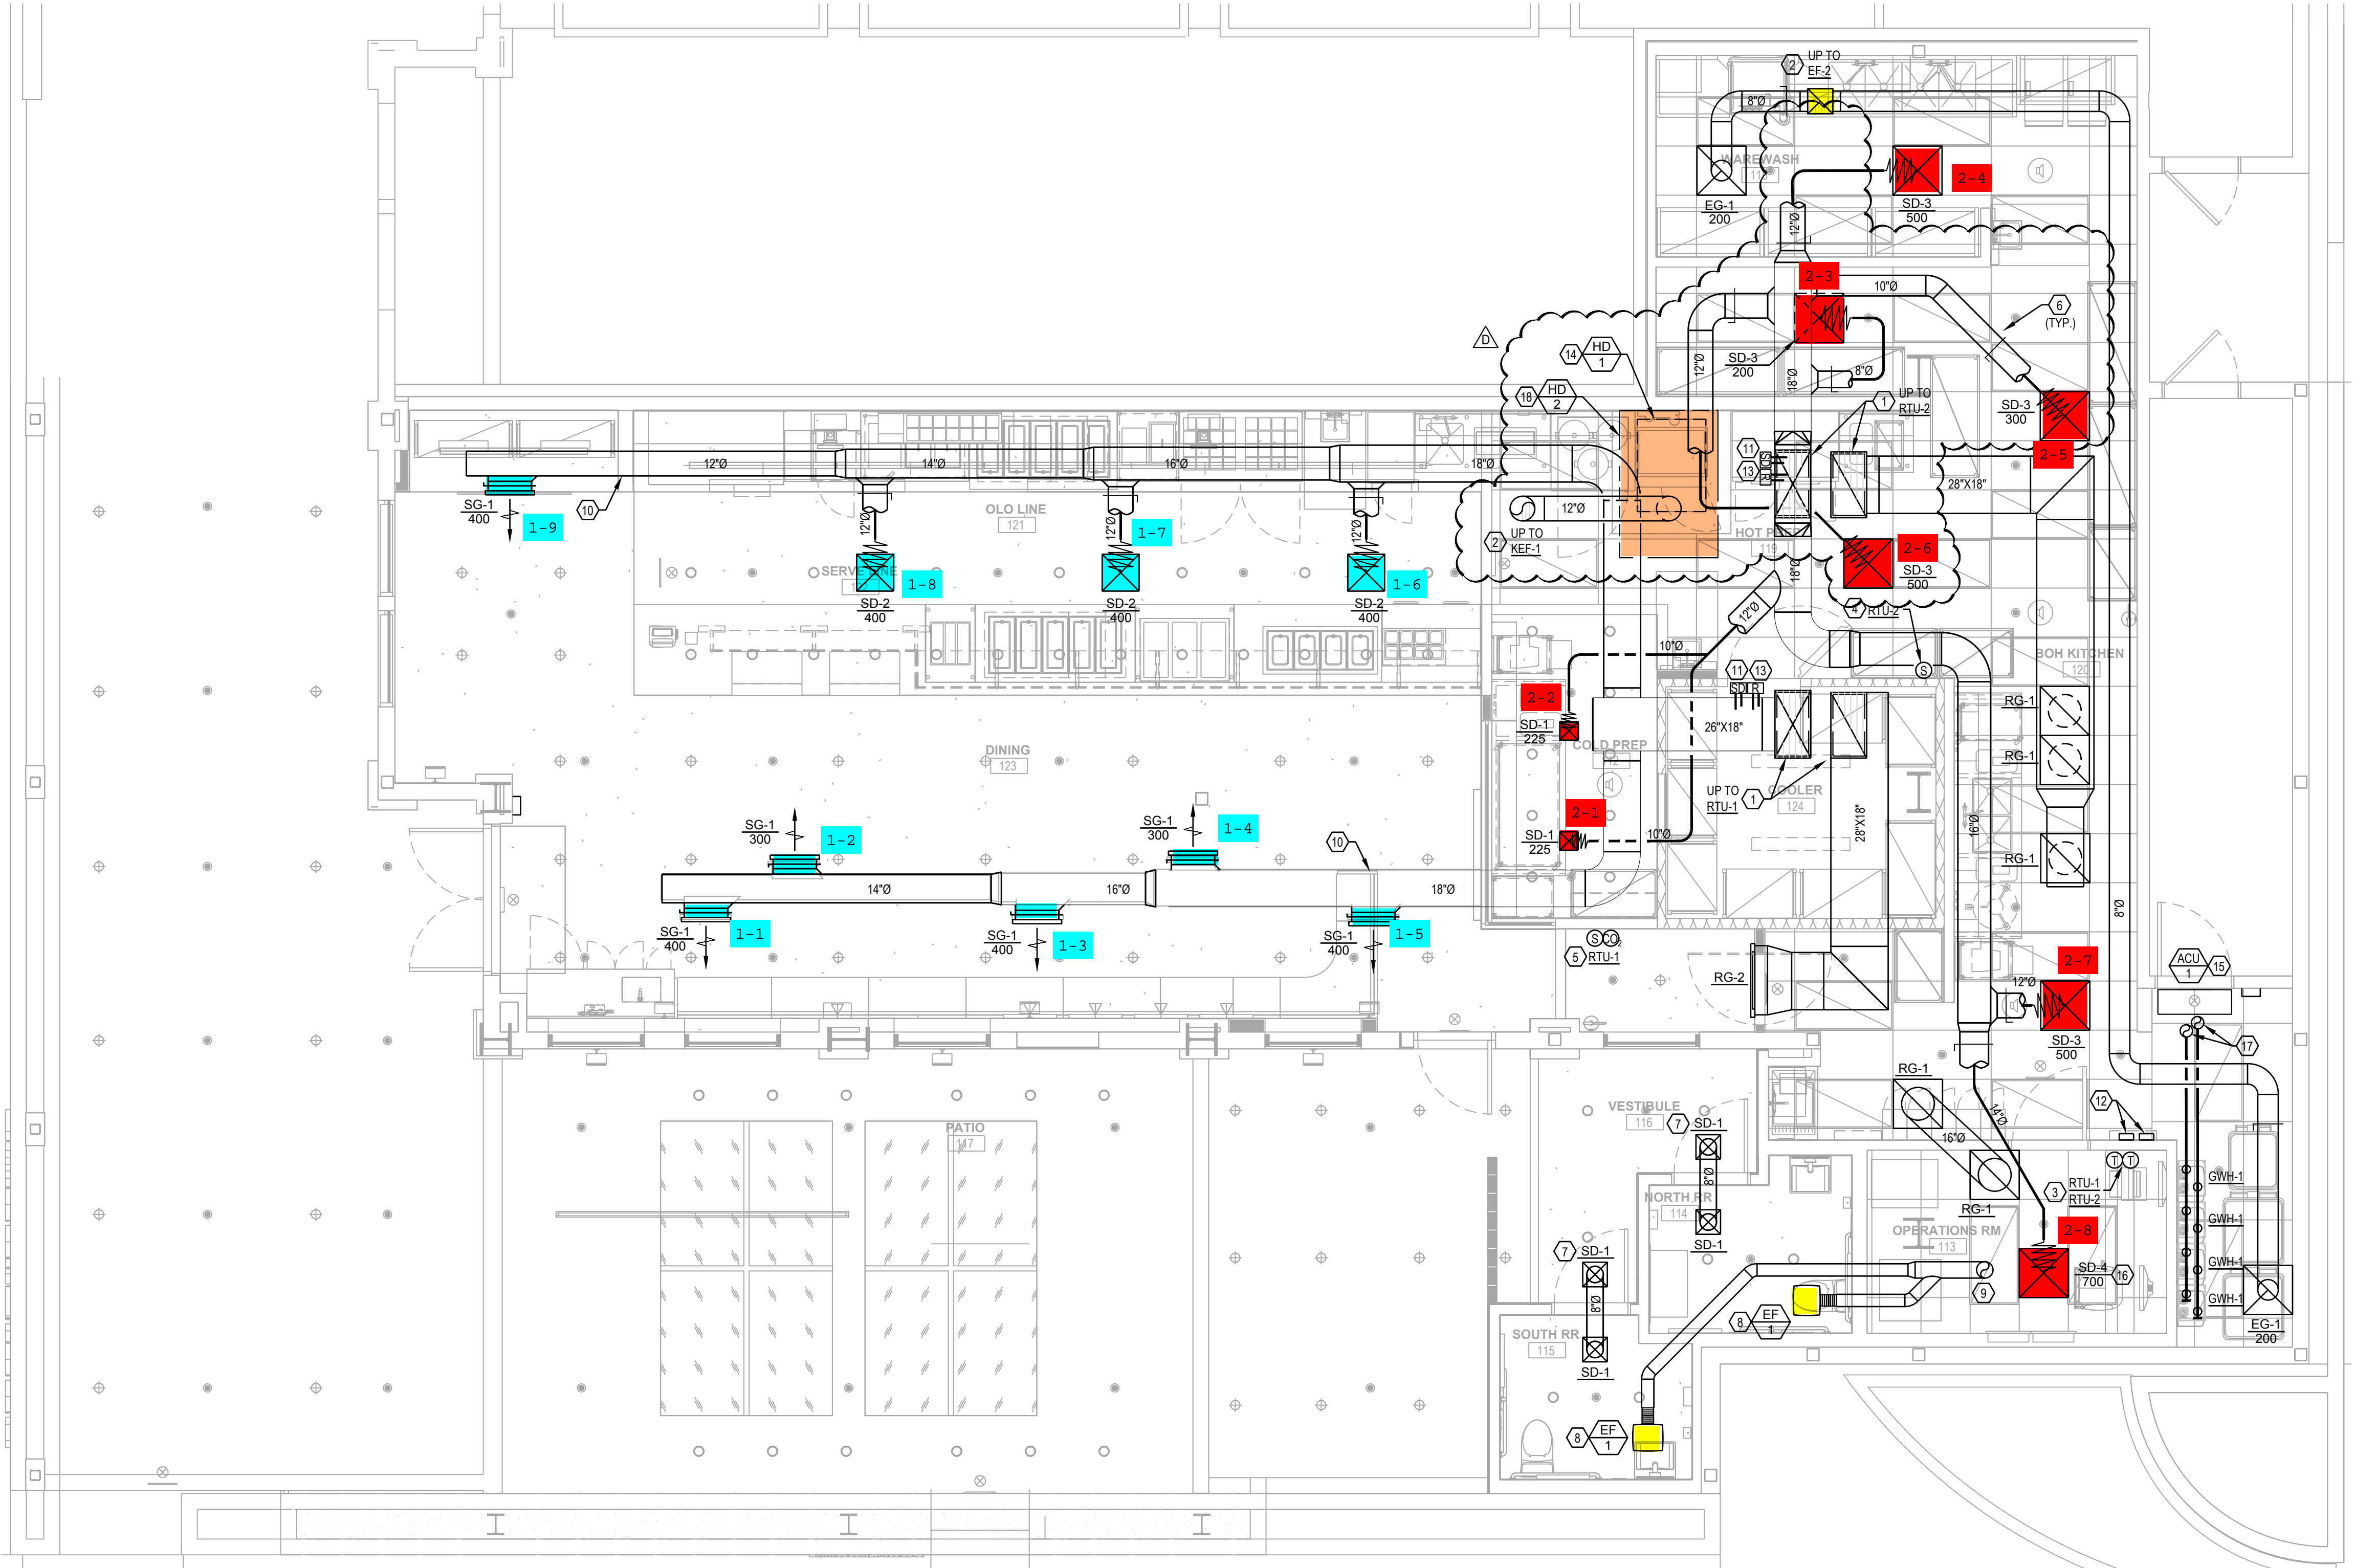 2
UP TO
EF-2
8"Ø
WAREWASH
EG-1
200
SD-3
500
2-4
12"Ø
2-3
10"Ø
6
(TYP.)
D
14
HD
1
18
HD
2
12"Ø
SD-3
200
18"Ø
8"Ø
1
UP TO
RTU-2
SD-3
300
2-5
11
13
SD
R
28"X18"
12"Ø
14"Ø
16"Ø
18"Ø
SG-1
400
10
1-9
OLO LINE
121
12"Ø
12"Ø
1-7
12"Ø
12"Ø
2
UP TO
KEF-1
HOT PREP
119
2-6
SD-3
500
18"Ø
SERVE LINE
1-8
1-6
SD-2
400
SD-2
400
SD-2
400
12"Ø
4
RTU-2
S
10"Ø
BOH KITCHEN
120
11
13
SD
R
2-2
SD-1
225
26"X18"
RG-1
DINING
123
COLD PREP
RG-1
UP TO
RTU-1
1
COOLER
124
2-1
SD-1
225
10"Ø
28"X18"
16"Ø
SG-1
300
1-2
SG-1
300
1-4
10
RG-1
14"Ø
16"Ø
18"Ø
8"Ø
SG-1
400
1-1
SG-1
400
1-3
SG-1
400
1-5
S
CO2
5
RTU-1
RG-2
2-7
12"Ø
ACU
1
15
SD-3
500
17
RG-1
14"Ø
12
VESTIBULE
116
7
SD-1
PATIO
117
16"Ø
T
T
8"Ø
3
RTU-1
RTU-2
GWH-1
NORTH RR
114
RG-1
GWH-1
OPERATIONS RM
113
2-8
SD-1
7
SD-1
SD-4
700
16
GWH-1
9
GWH-1
8"Ø
8
EF
1
EG-1
200
SOUTH RR
115
SD-1
8
EF
1